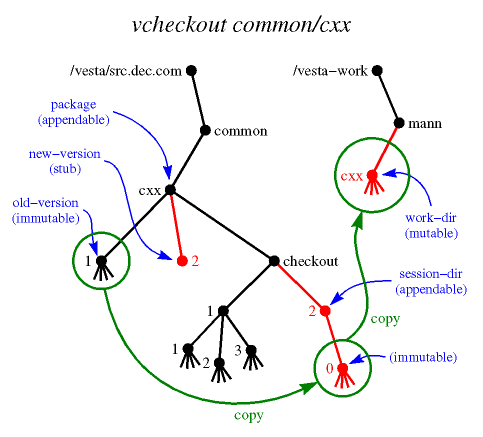 vcheckout common/cxx
/vesta/src.dec.com
/vesta-work
package
(appendable)
common
mann
new-version
(stub)
cxx
cxx
old-version
(immutable)
work-dir
(mutable)
1
2
checkout
session-dir
(appendable)
1
2
copy
1
2
3
0
(immutable)
copy